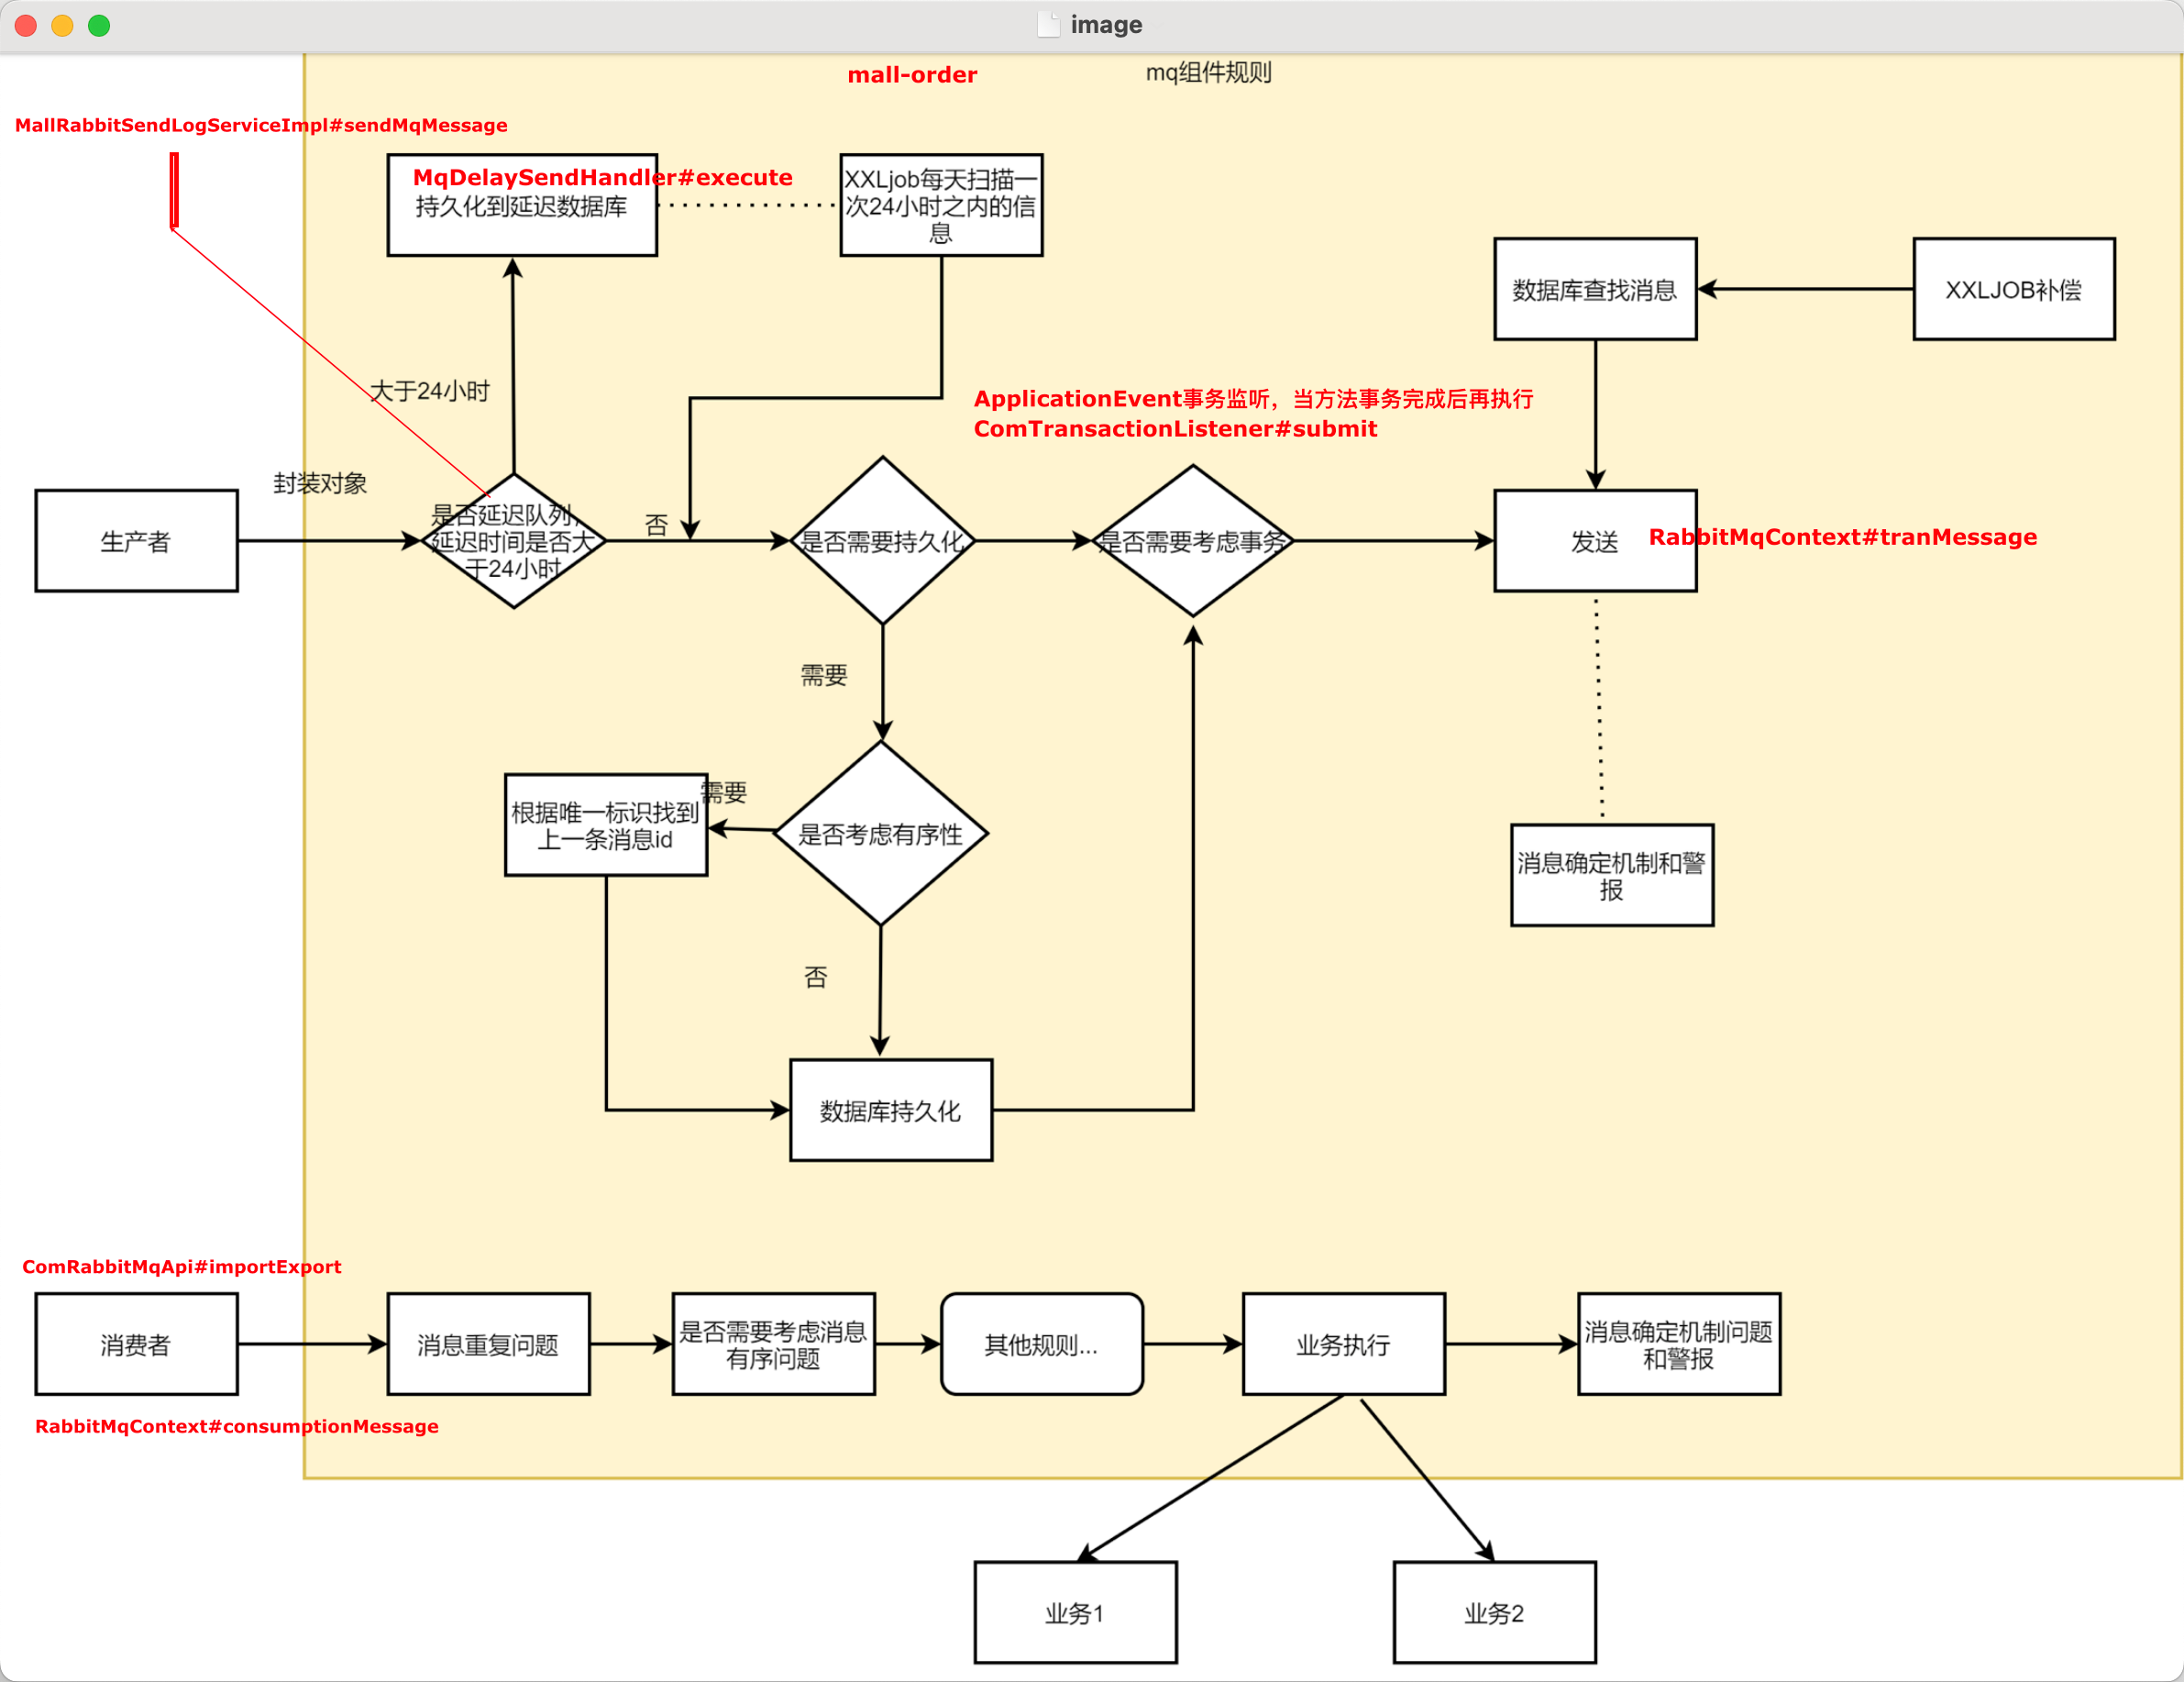 image
mall-order
mq组件规则
MallRabbitSendLogServiceImpl#sendMqMessage
MqDelaySendHandler#execute
持久化到延迟数据库
XXLjob每天扫描一
次24小时之内的信
息
数据库查找消息
XXLJOB补偿
大于24小时
ApplicationEvent事务监听，当方法事务完成后再执行
ComTransactionListener#submit
封装对象
生产者
是否延迟队列，
延迟时间是否大
于24小时
否
是否需要持久化
是否需要考虑事务
发送
RabbitMqContext#tranMessage
需要
需要
根据唯一标识找到
上一条消息id
是否考虑有序性
消息确定机制和警
报
否
数据库持久化
ComRabbitMqApi#importExport
消费者
消息重复问题
是否需要考虑消息
有序问题
其他规则...
业务执行
消息确定机制问题
和警报
RabbitMqContext#consumptionMessage
业务1
业务2